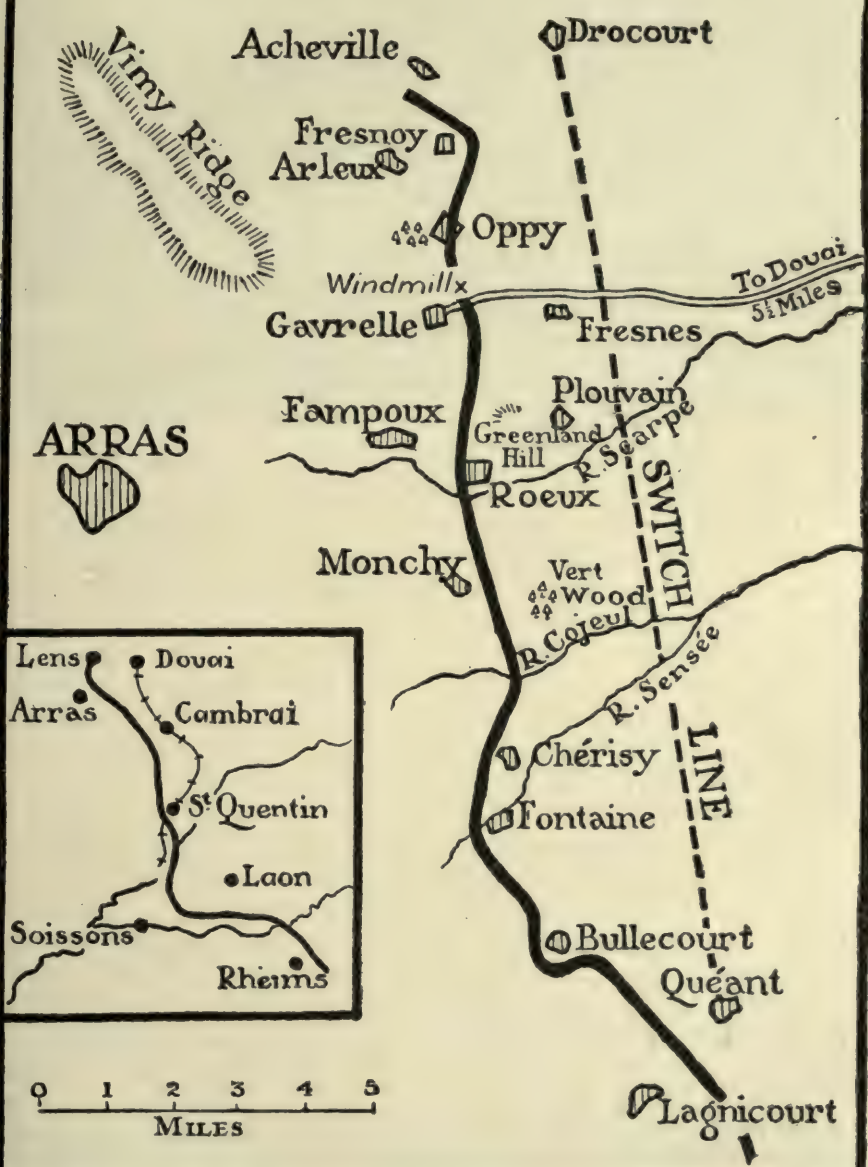 Drocourt
Acheville
Vimy Ridge
Fresnoy
Arleux
Oppy
Windmill x
To Douai
5½ Miles
Gavrelle
Fresnes
Plouvain
Fampoux
Greenland
Hill
R. Scarpe
ARRAS
Roeux
SWITCH
Monchy
Vert
Wood
R. Cojeul
R. Sensée
LINE
Chérisy
Fontaine
Bullecourt
Quéant
Lagnicourt
Lens
Douai
Arras
Cambrai
St Quentin
Laon
Soissons
Rheims
0 1 2 3 4 5
MILES